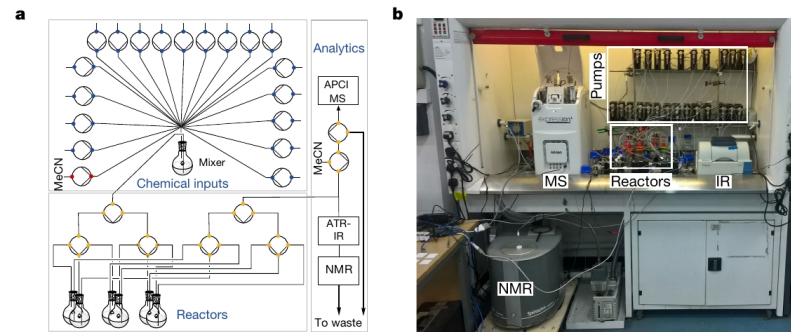 a
Analytics
APCI
MS
MeCN
Mixer
MeCN
Chemical inputs
ATR-
IR
NMR
Reactors
To waste
b
Pumps
expression
MS
Reactors
IR
NMR